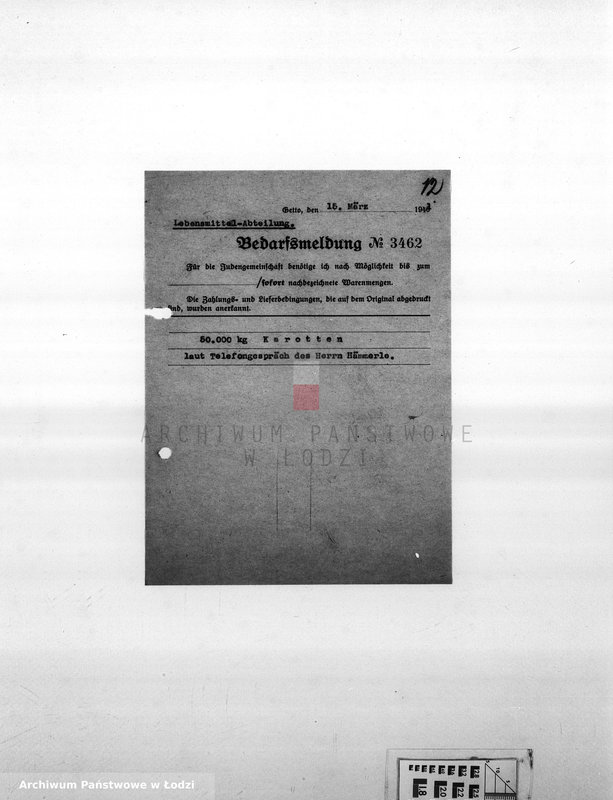 12
Getto, den 15. März 1941
Lebensmittel-Abteilung.
Bedarfsmeldung № 3462
Für die Judengemeinschaft benötige ich nach Möglichkeit bis zum
/sofort nachbezeichnete Warenmengen.
Die Zahlungs- und Lieferbedingungen, die auf dem Original abgedruckt
sind, wurden anerkannt.
50.000 kg Karotten
laut Telefongespräch des Herrn Hämmerle.
ARCHIWUM PAŃSTWOWE
W ŁODZI
Archiwum Państwowe w Łodzi